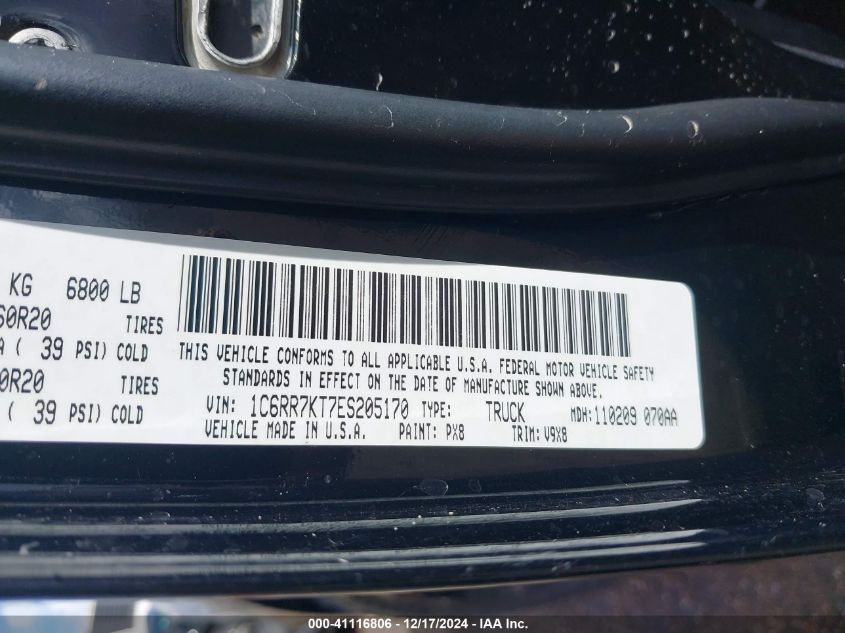 KG 6800 LB
60R20 TIRES
A ( 39 PSI) COLD
0R20 TIRES
( 39 PSI) COLD
THIS VEHICLE CONFORMS TO ALL APPLICABLE U.S.A. FEDERAL MOTOR VEHICLE SAFETY
STANDARDS IN EFFECT ON THE DATE OF MANUFACTURE SHOWN ABOVE.
VIN: 1C6RR7KT7ES205170 TYPE: TRUCK MDH: 110209 070AA
VEHICLE MADE IN U.S.A. PAINT: PX8 TRIM: V9X8
000-41116806 - 12/17/2024 - IAA Inc.